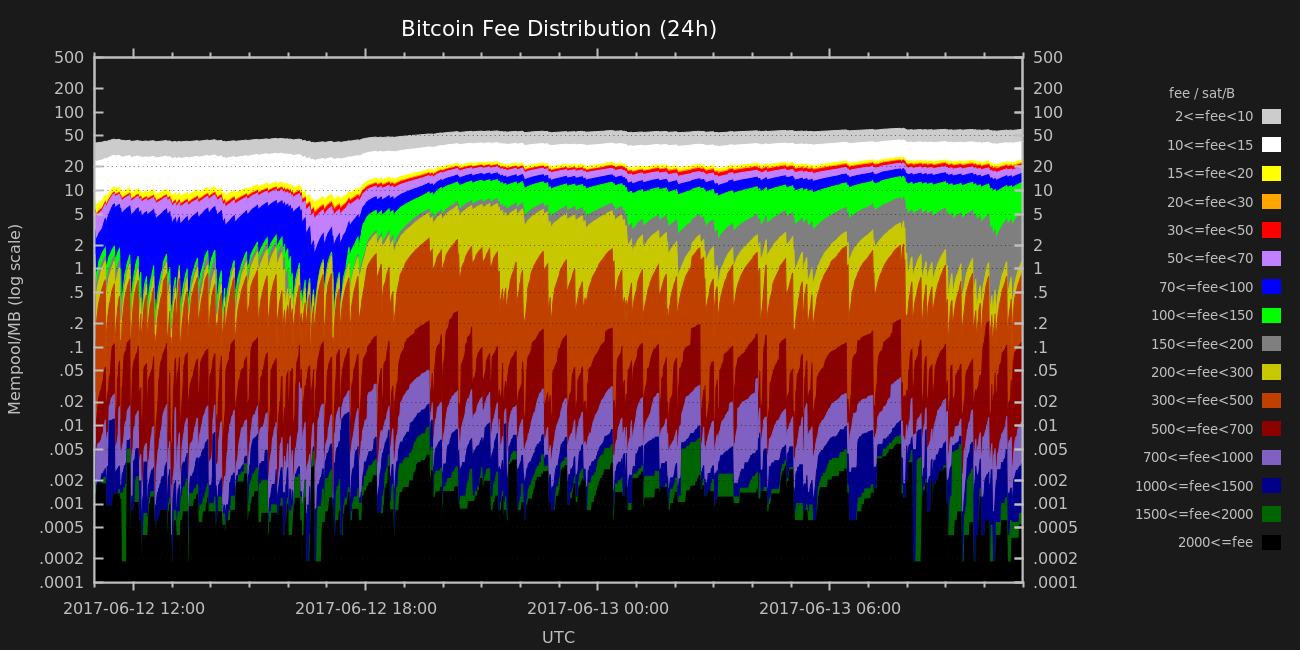 Bitcoin Fee Distribution (24h)
500
200
100
50
20
10
5
2
1
.5
.2
.1
.05
.02
.01
.005
.002
.001
.0005
.0002
.0001
Mempool/MB (log scale)
500
200
100
50
20
10
5
2
1
.5
.2
.1
.05
.02
.01
.005
.002
.001
.0005
.0002
.0001
2017-06-12 12:00
2017-06-12 18:00
2017-06-13 00:00
2017-06-13 06:00
UTC
fee / sat/B
2<=fee<10
10<=fee<15
15<=fee<20
20<=fee<30
30<=fee<50
50<=fee<70
70<=fee<100
100<=fee<150
150<=fee<200
200<=fee<300
300<=fee<500
500<=fee<700
700<=fee<1000
1000<=fee<1500
1500<=fee<2000
2000<=fee